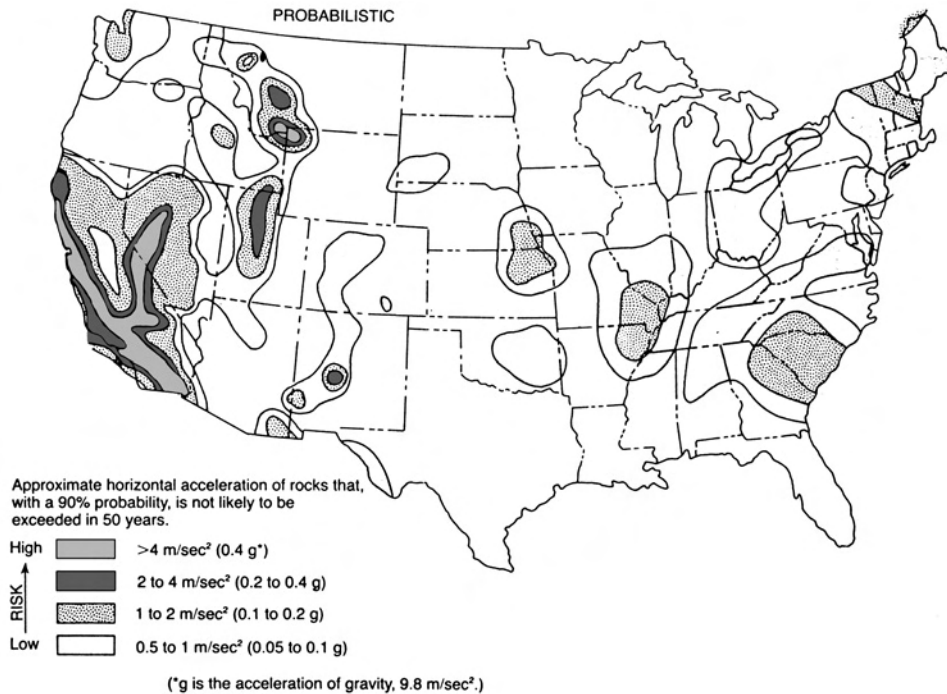 PROBABILISTIC
Approximate horizontal acceleration of rocks that,
with a 90% probability, is not likely to be
exceeded in 50 years.
High >4 m/sec² (0.4 g*)
2 to 4 m/sec² (0.2 to 0.4 g)
RISK
1 to 2 m/sec² (0.1 to 0.2 g)
Low 0.5 to 1 m/sec² (0.05 to 0.1 g)
(*g is the acceleration of gravity, 9.8 m/sec².)